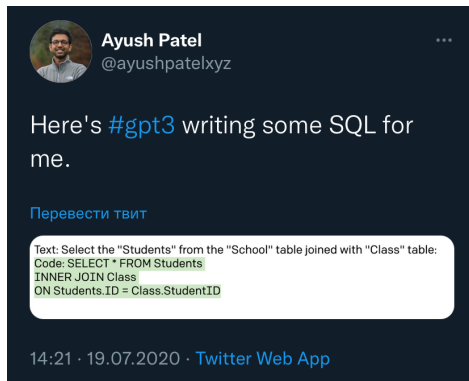 Ayush Patel
@ayushpatelxyz
Here's #gpt3 writing some SQL for
me.
Перевести твит
Text: Select the "Students" from the "School" table joined with "Class" table:
Code: SELECT * FROM Students
INNER JOIN Class
ON Students.ID = Class.StudentID
14:21 · 19.07.2020 · Twitter Web App